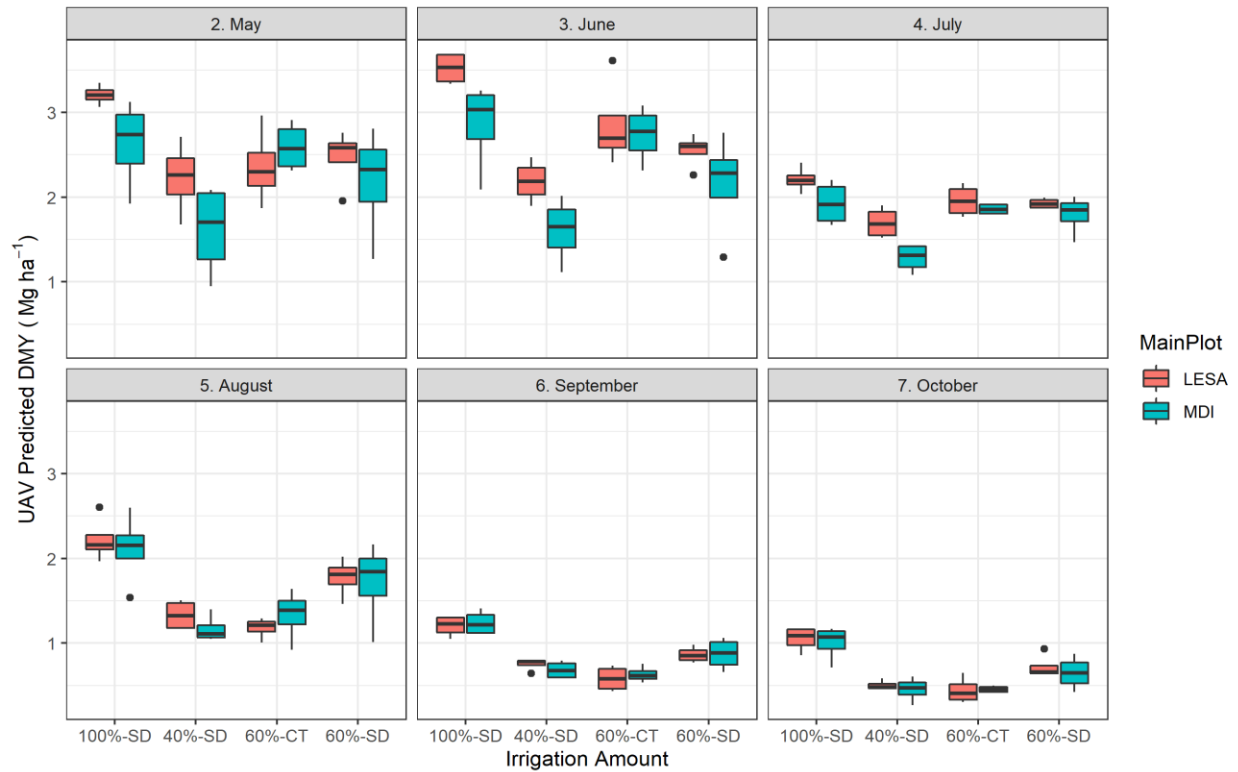 2. May
3. June
4. July
3
2
1
5. August
6. September
7. October
3
2
1
100%-SD 40%-SD 60%-CT 60%-SD
100%-SD 40%-SD 60%-CT 60%-SD
100%-SD 40%-SD 60%-CT 60%-SD
Irrigation Amount
UAV Predicted DMY ( Mg ha⁻¹)
MainPlot
LESA
MDI